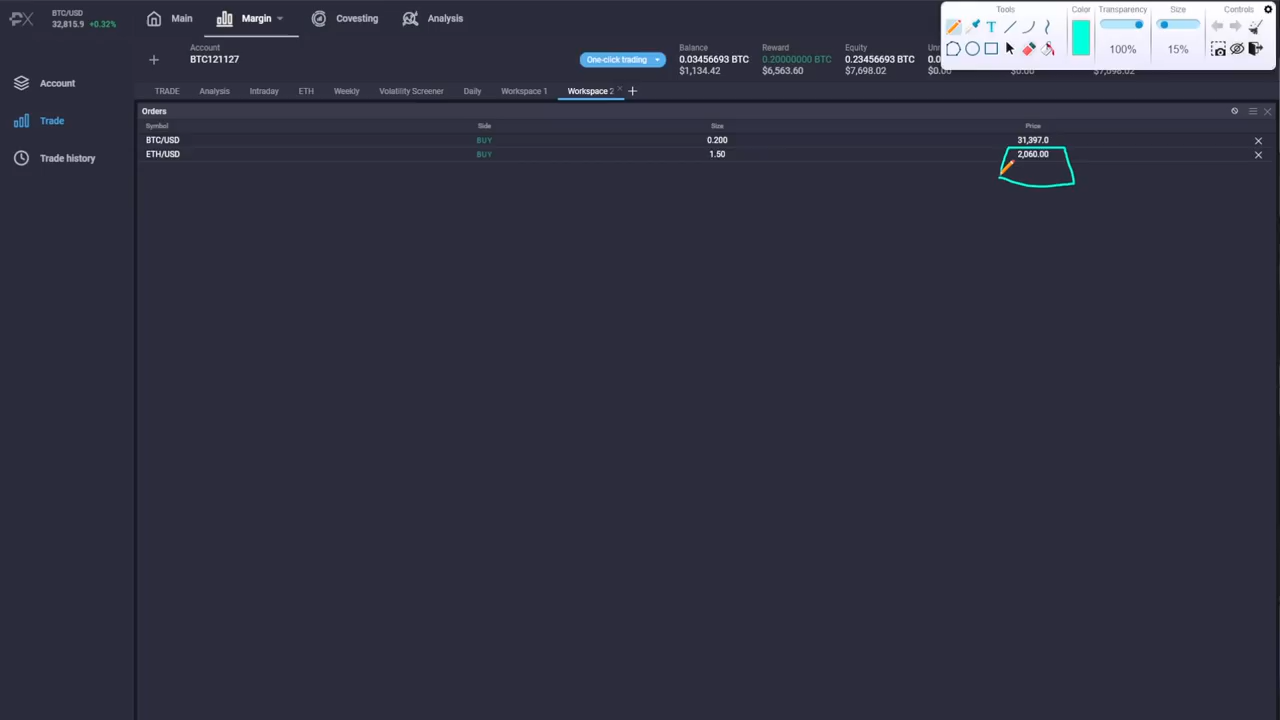 BTC/USD
32,815.9 +0.32%
Main
Margin
Covesting
Analysis
Tools
Color
Transparency
Size
Controls
100%
15%
Account
BTC121127
One-click trading
Balance
0.03456693 BTC
$1,134.42
Reward
0.20000000 BTC
$6,563.60
Equity
0.23456693 BTC
$7,698.02
$0.00
$0.00
Account
Trade
Trade history
TRADE
Analysis
Intraday
ETH
Weekly
Volatility Screener
Daily
Workspace 1
Workspace 2
Orders
Symbol Side Size Price
BTC/USD BUY 0.200 31,397.0
ETH/USD BUY 1.50 2,060.00